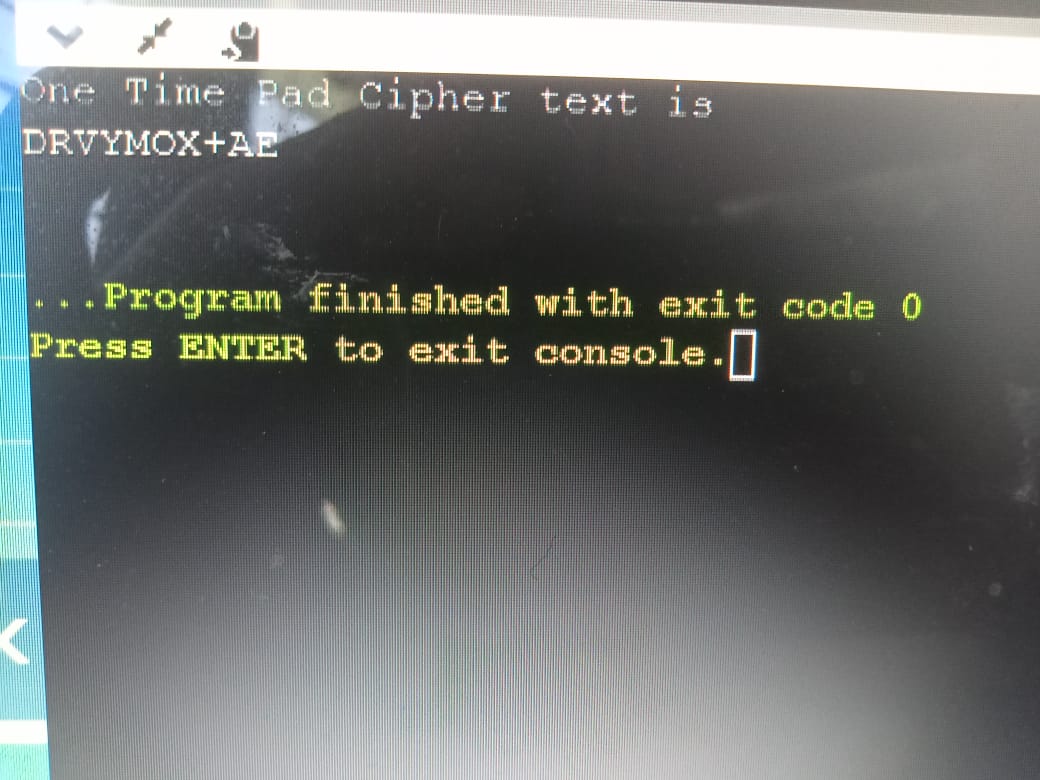 One Time Pad Cipher text is
DRVYMOX+AE
...Program finished with exit code 0
Press ENTER to exit console.